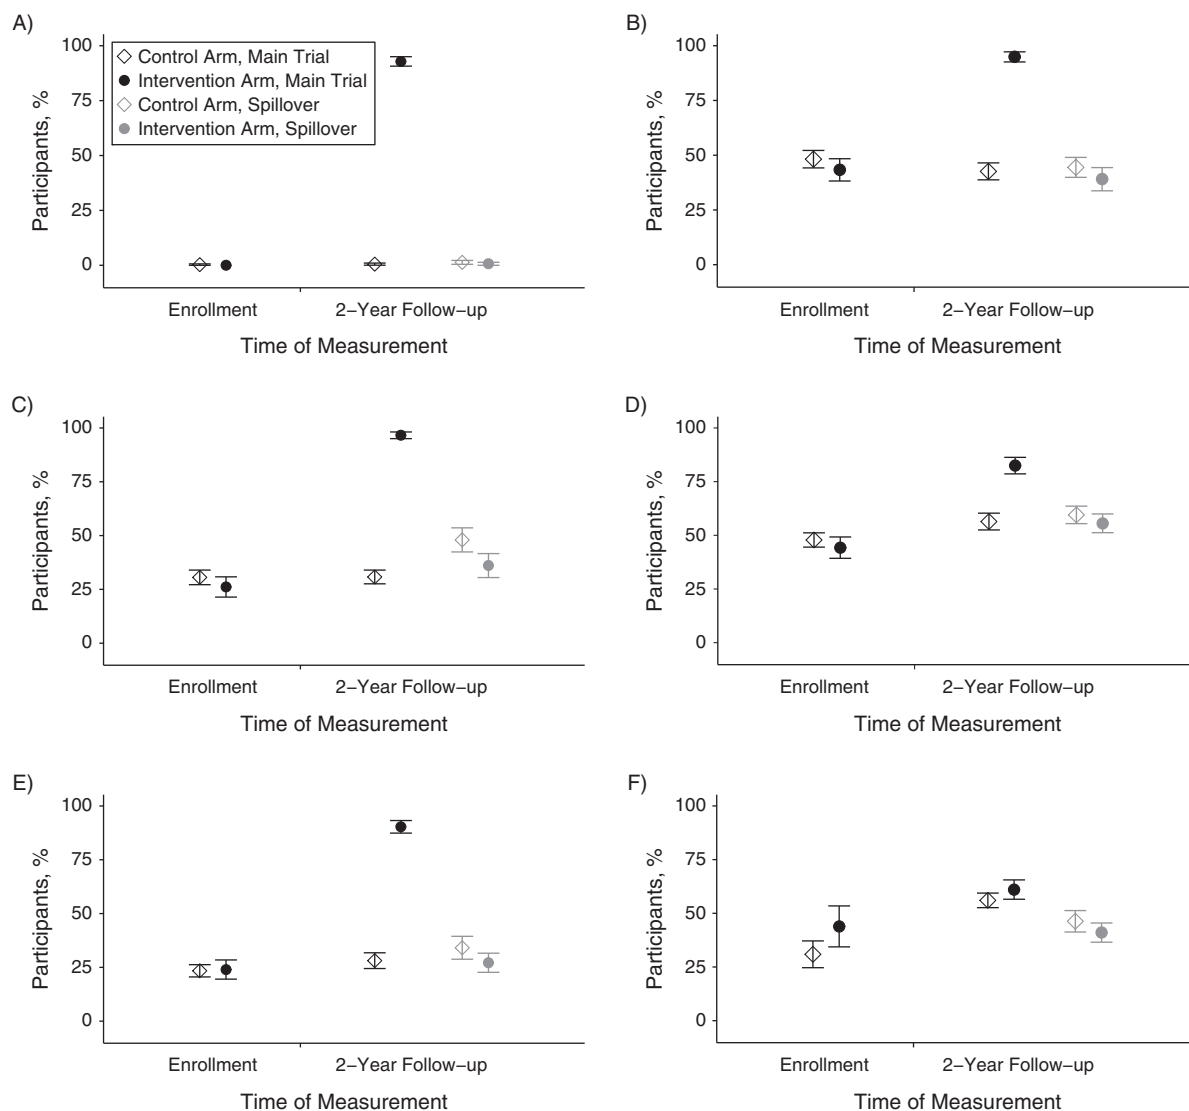 A)
100
75
50
25
0
Participants, %
◇ Control Arm, Main Trial
● Intervention Arm, Main Trial
◇ Control Arm, Spillover
● Intervention Arm, Spillover
Enrollment 2–Year Follow–up
Time of Measurement
B)
100
75
50
25
0
Participants, %
Enrollment 2–Year Follow–up
Time of Measurement
C)
100
75
50
25
0
Participants, %
Enrollment 2–Year Follow–up
Time of Measurement
D)
100
75
50
25
0
Participants, %
Enrollment 2–Year Follow–up
Time of Measurement
E)
100
75
50
25
0
Participants, %
Enrollment 2–Year Follow–up
Time of Measurement
F)
100
75
50
25
0
Participants, %
Enrollment 2–Year Follow–up
Time of Measurement